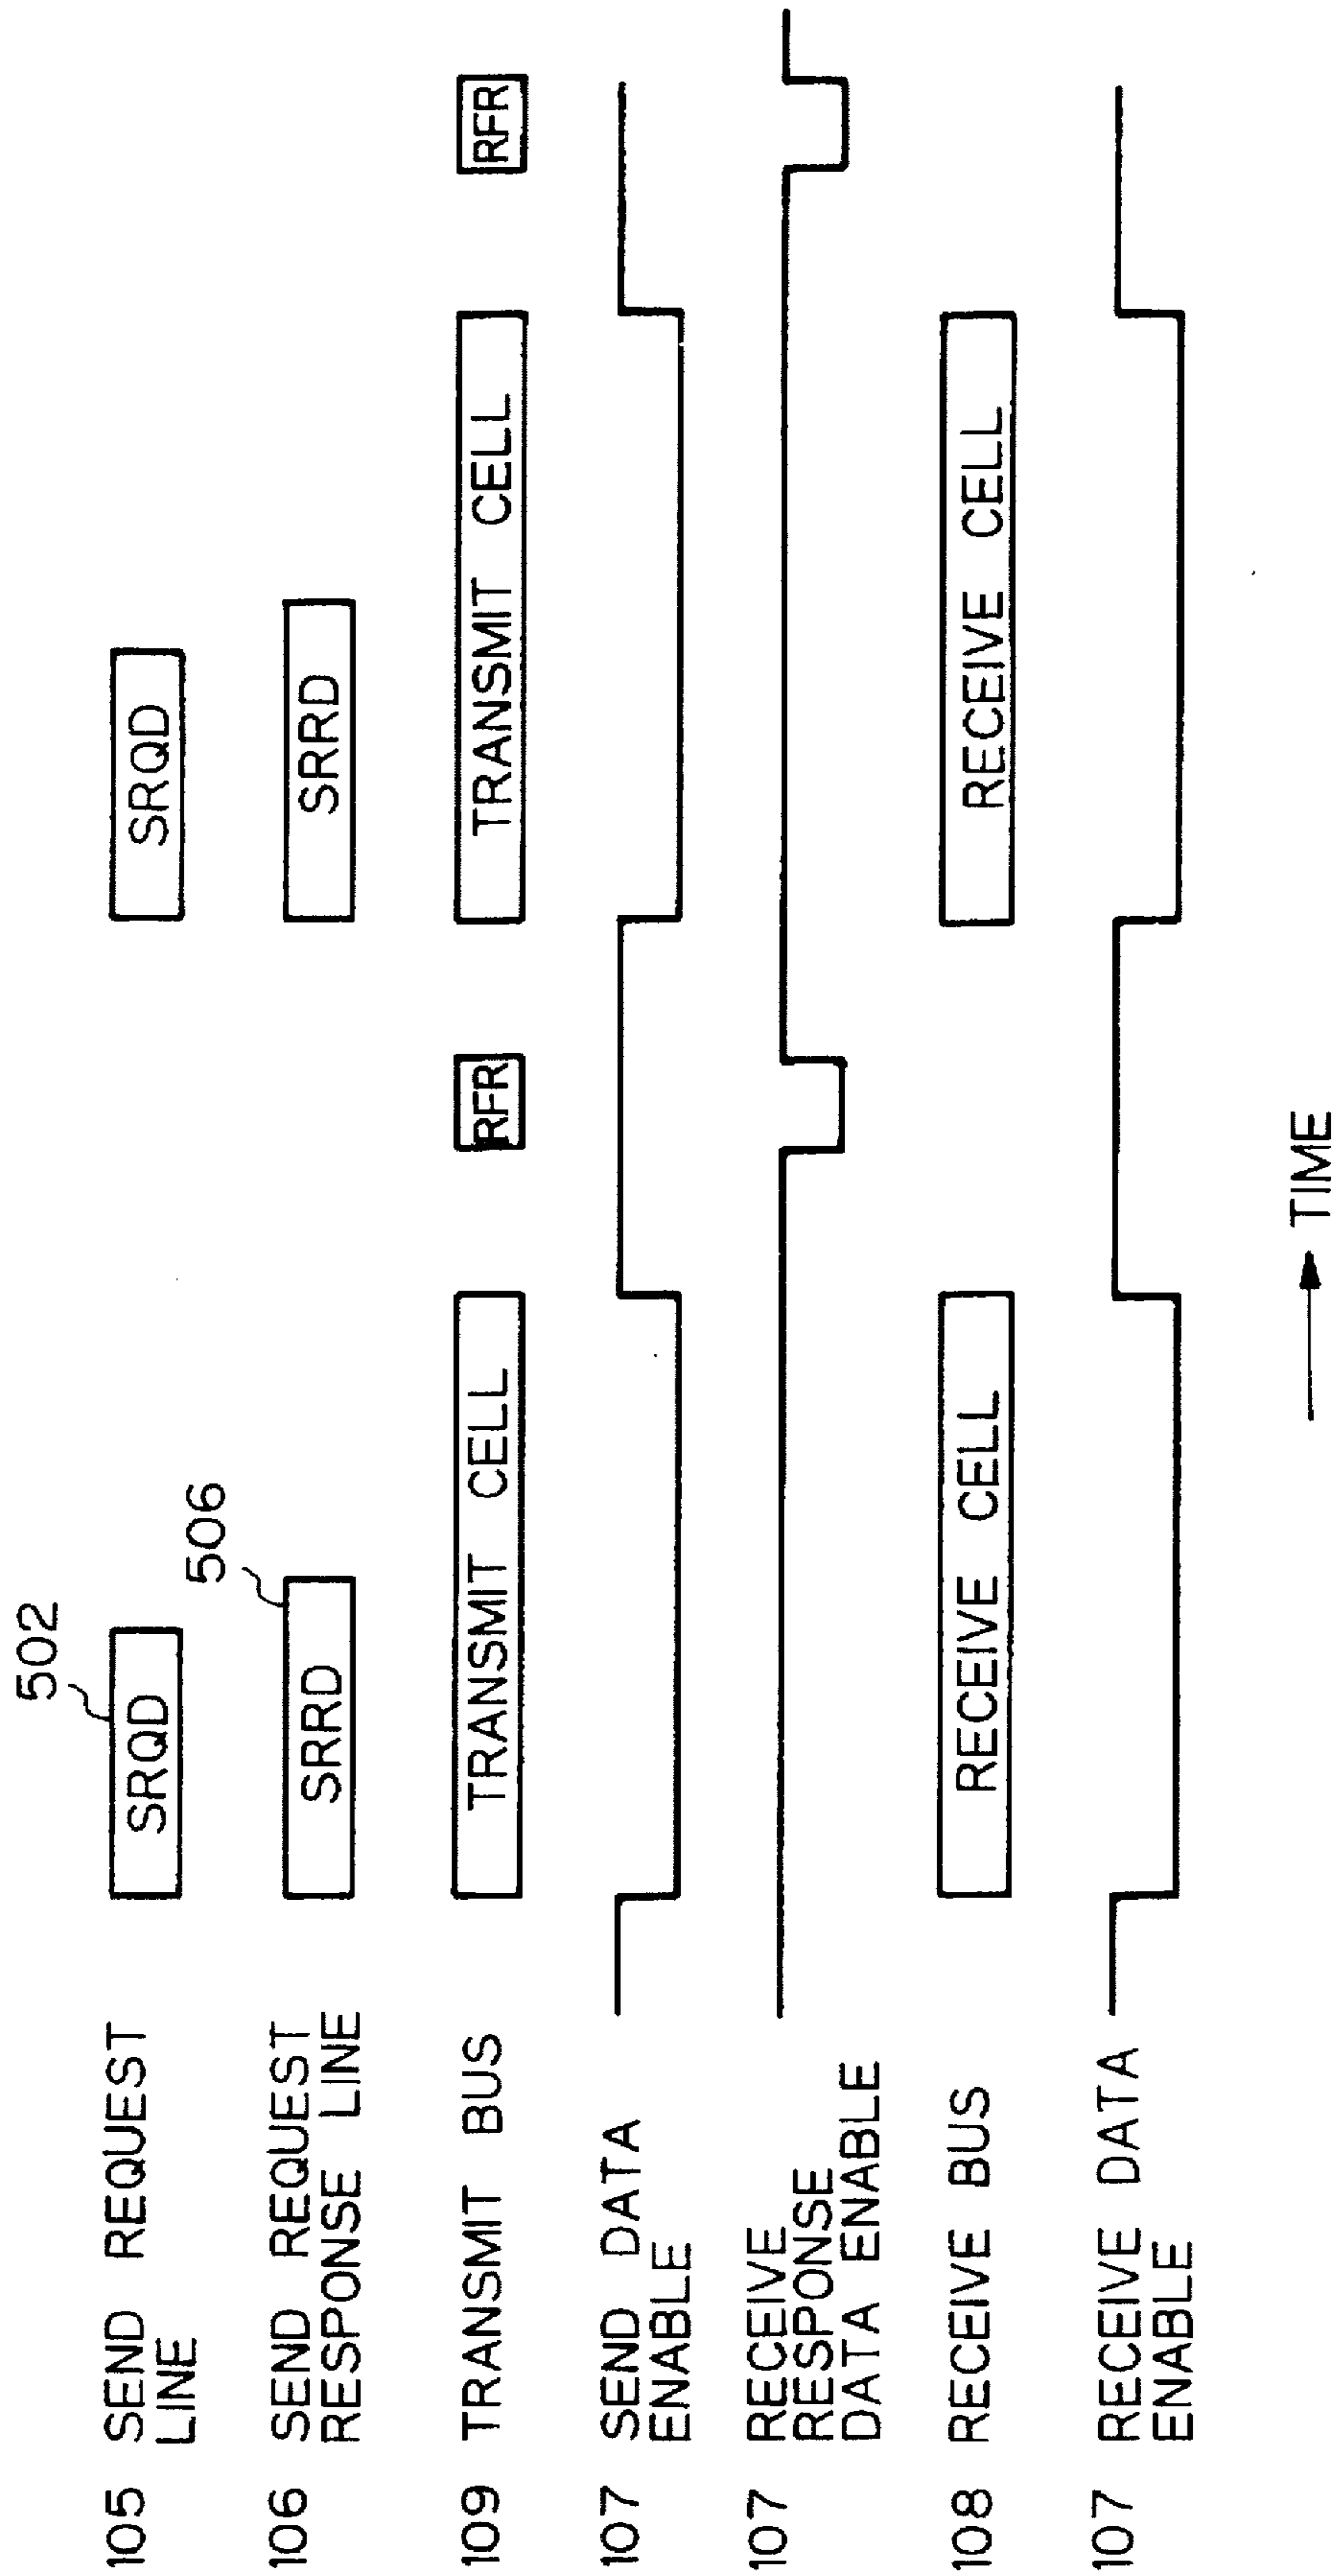 502
105 SEND REQUEST SRQD SRQD
LINE
506
106 SEND REQUEST SRRD SRRD
RESPONSE LINE
109 TRANSMIT BUS TRANSMIT CELL RFR TRANSMIT CELL RFR
107 SEND DATA
ENABLE
107 RECEIVE
RESPONSE
DATA ENABLE
108 RECEIVE BUS RECEIVE CELL RECEIVE CELL
107 RECEIVE DATA
ENABLE
TIME